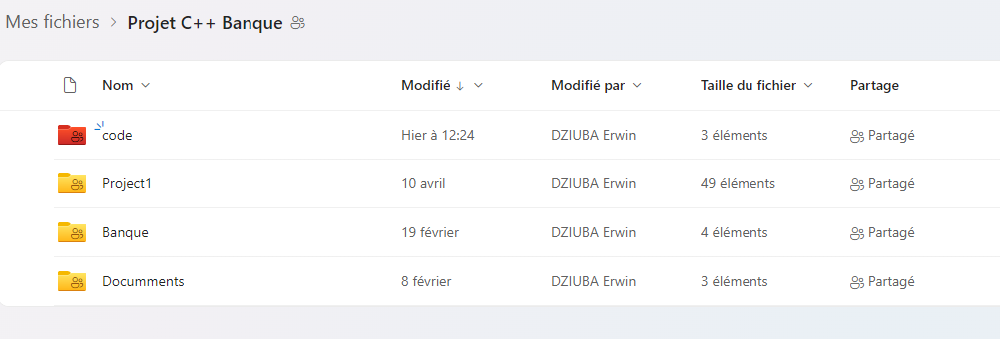 Mes fichiers > Projet C++ Banque
Nom Modifié ↓ Modifié par Taille du fichier Partage
code Hier à 12:24 DZIUBA Erwin 3 éléments Partagé
Project1 10 avril DZIUBA Erwin 49 éléments Partagé
Banque 19 février DZIUBA Erwin 4 éléments Partagé
Documments 8 février DZIUBA Erwin 3 éléments Partagé